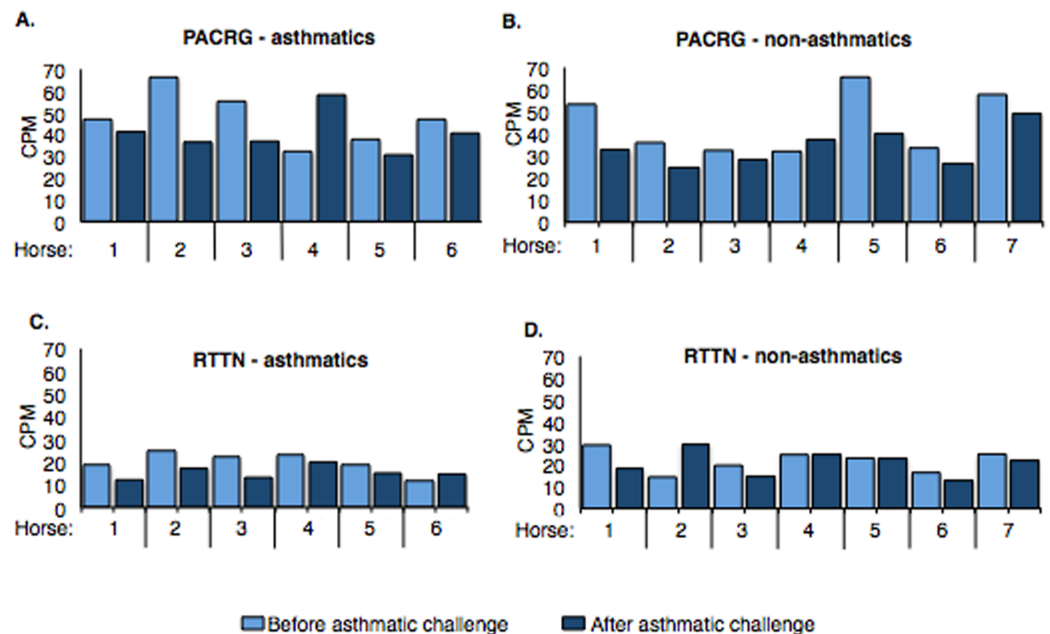 A.
PACRG - asthmatics
CPM
70
60
50
40
30
20
10
0
Horse: 1 2 3 4 5 6
B.
PACRG - non-asthmatics
CPM
70
60
50
40
30
20
10
0
Horse: 1 2 3 4 5 6 7
C.
RTTN - asthmatics
CPM
70
60
50
40
30
20
10
0
Horse: 1 2 3 4 5 6
D.
RTTN - non-asthmatics
CPM
70
60
50
40
30
20
10
0
Horse: 1 2 3 4 5 6 7
Before asthmatic challenge After asthmatic challenge